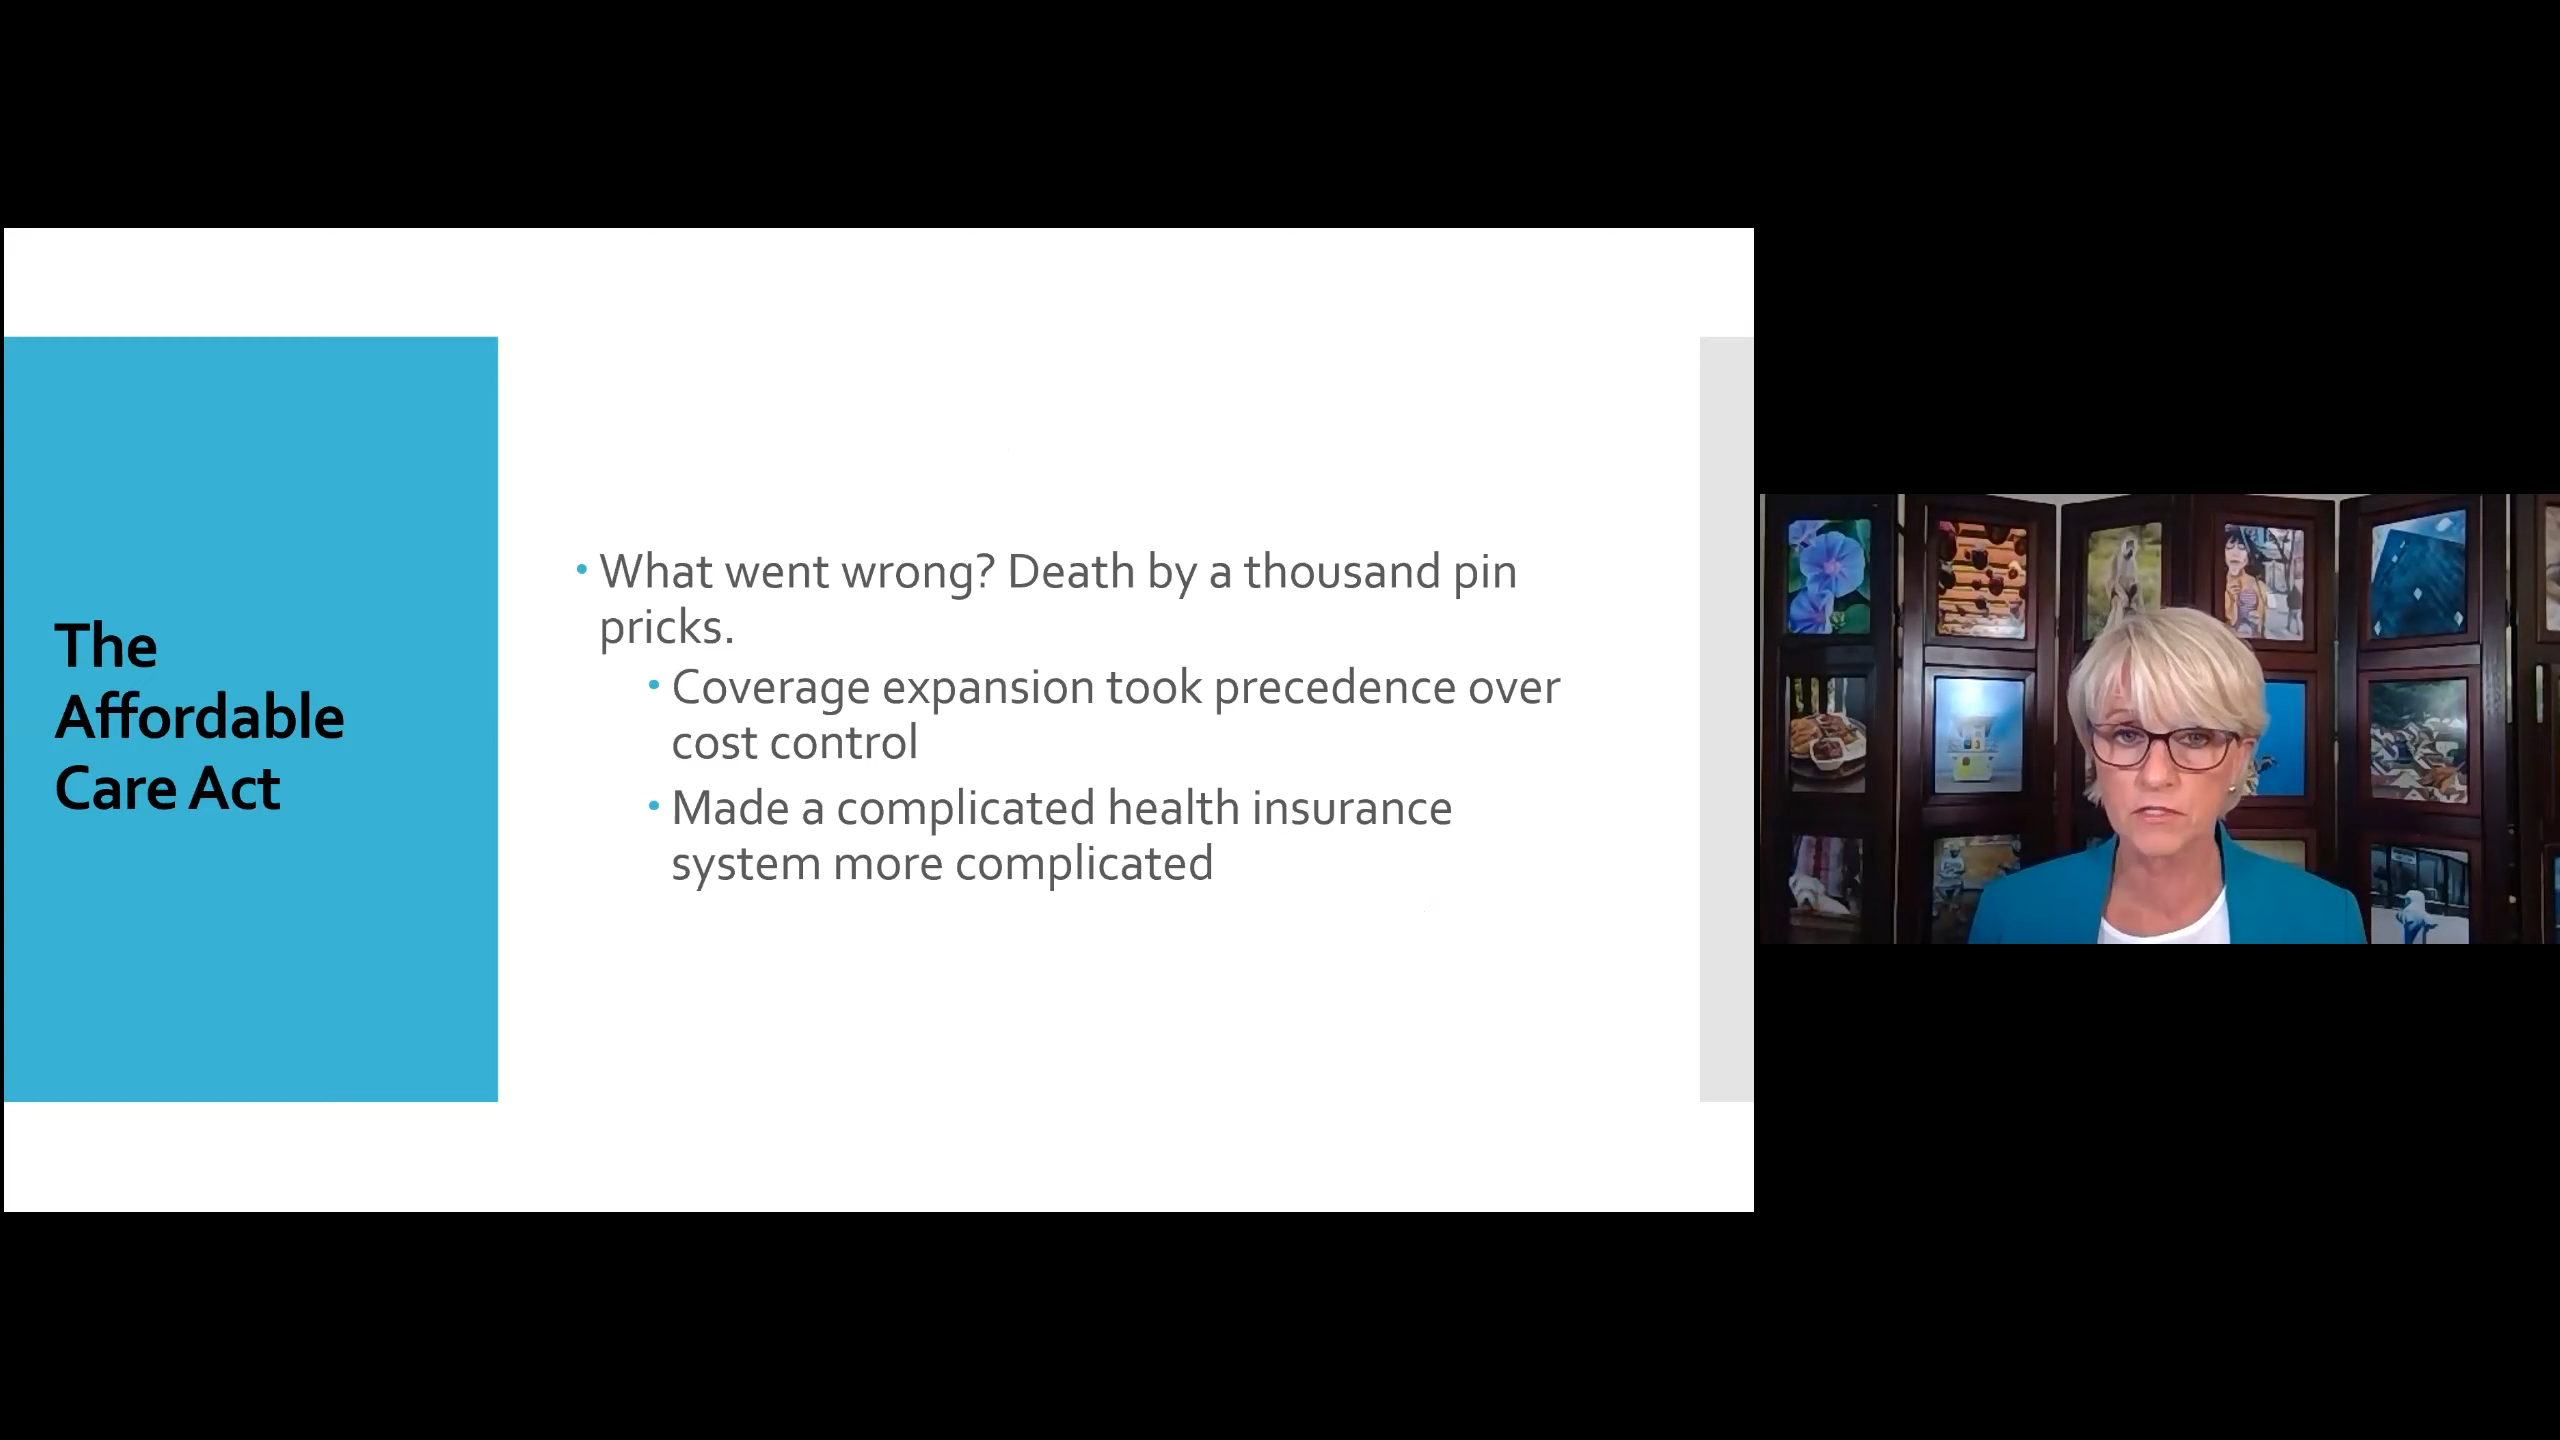 The
Affordable
Care Act
• What went wrong? Death by a thousand pin
pricks.
• Coverage expansion took precedence over
cost control
• Made a complicated health insurance
system more complicated